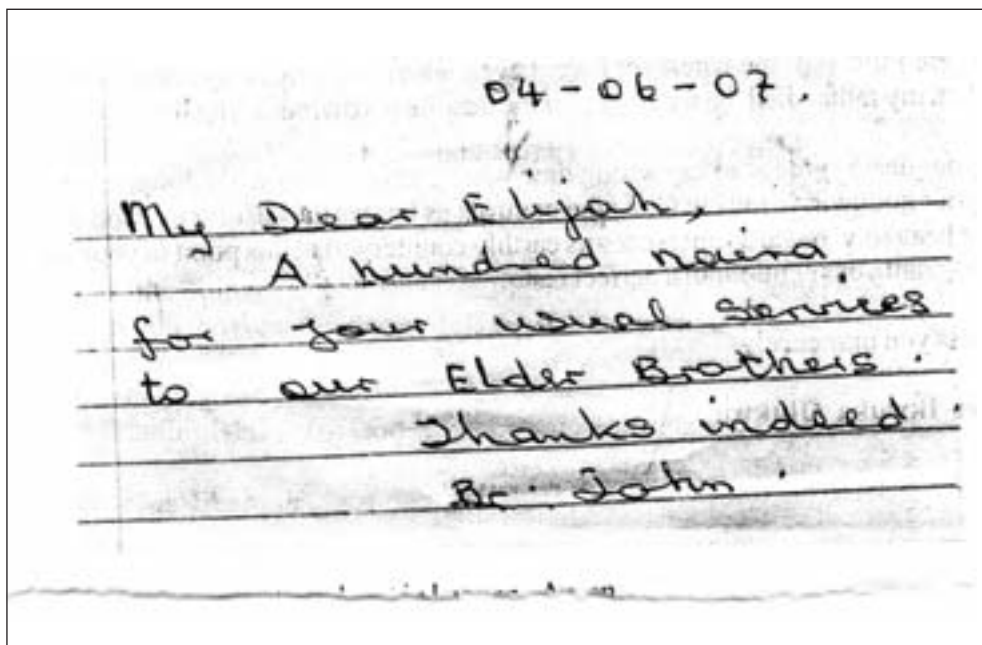 04-06-07.
My Dear Elijah,
A hundred naira
for your usual services
to our Elder Brothers.
Thanks indeed.
Br. John.